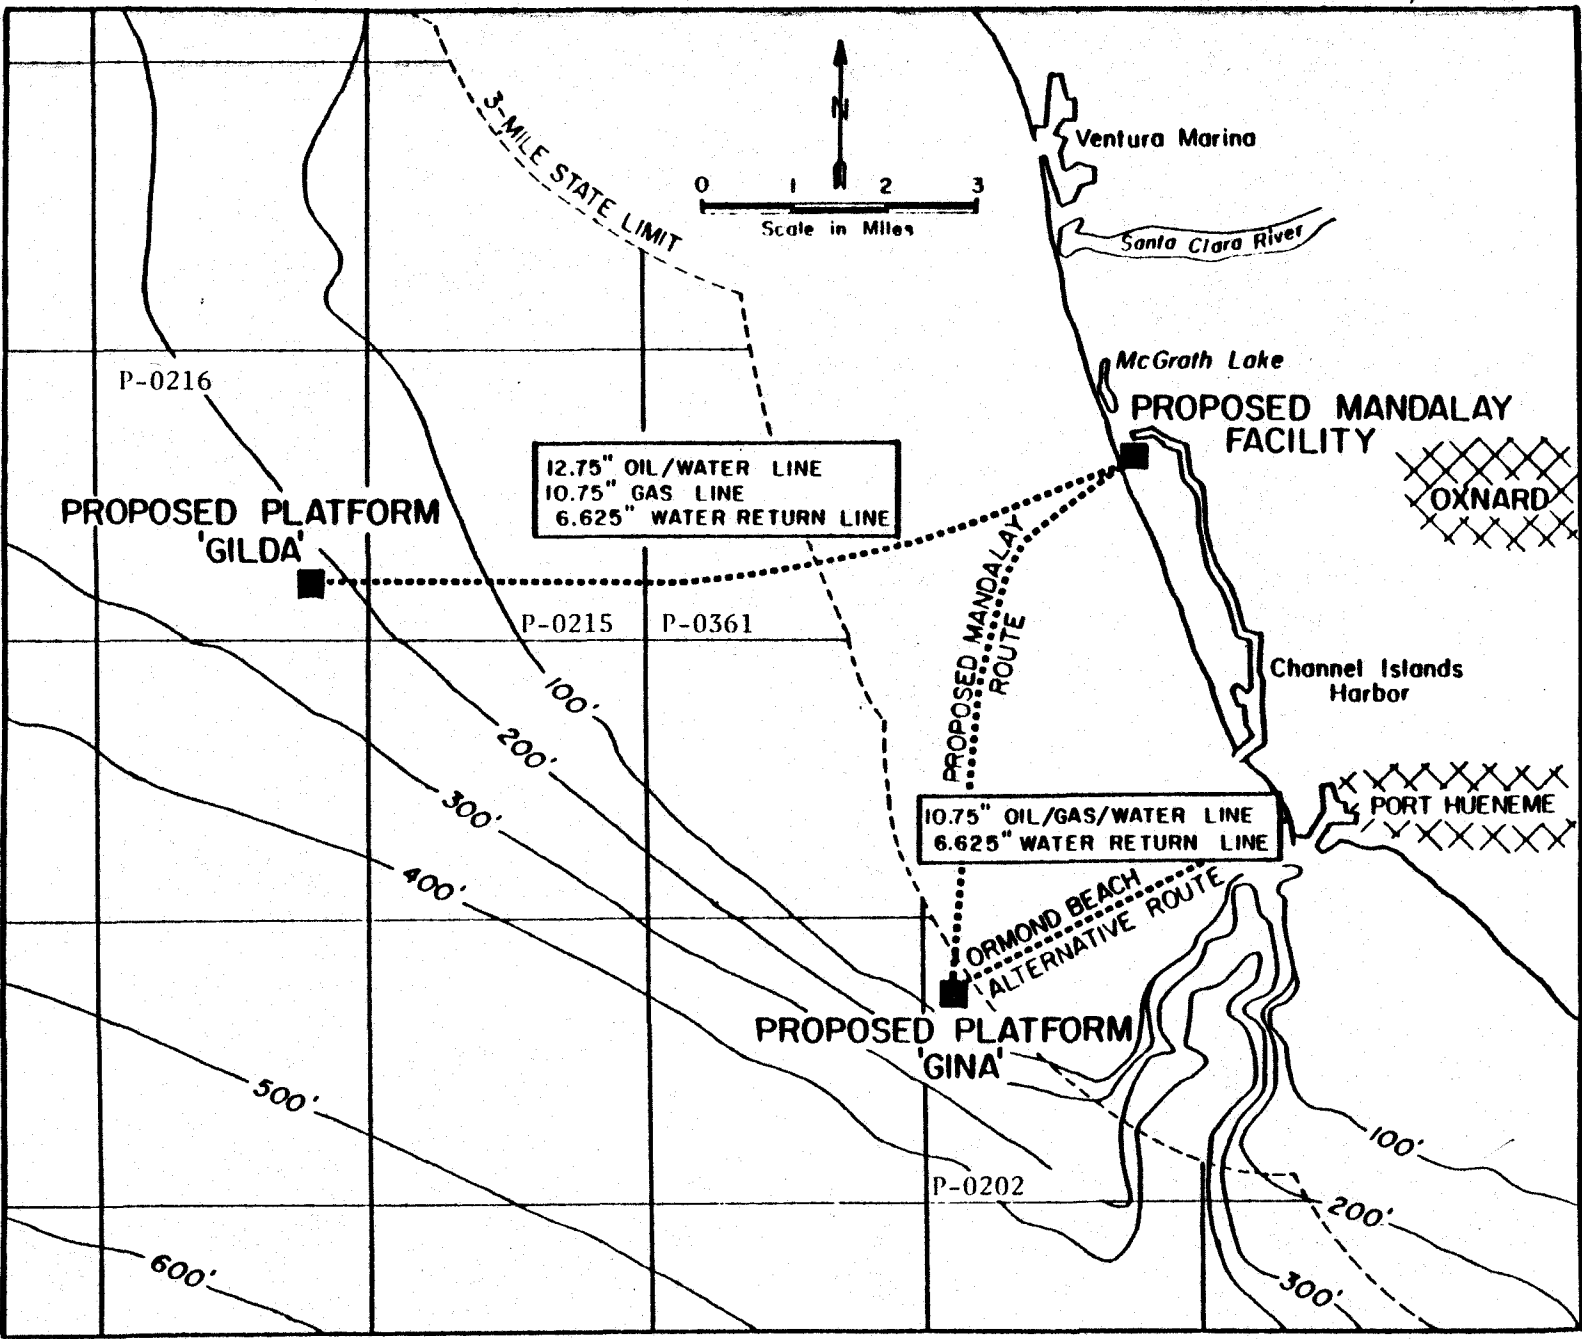 3-MILE STATE LIMIT
N
0 1 2 3
Scale in Miles
Ventura Marina
Santa Clara River
McGrath Lake
PROPOSED MANDALAY
FACILITY
OXNARD
P-0216
12.75" OIL/WATER LINE
10.75" GAS LINE
6.625" WATER RETURN LINE
PROPOSED PLATFORM
'GILDA'
P-0215
P-0361
PROPOSED MANDALAY
ROUTE
Channel Islands
Harbor
100'
200'
300'
400'
500'
600'
10.75" OIL/GAS/WATER LINE
6.625" WATER RETURN LINE
PORT HUENEME
ORMOND BEACH
ALTERNATIVE ROUTE
PROPOSED PLATFORM
'GINA'
P-0202
100'
200'
300'